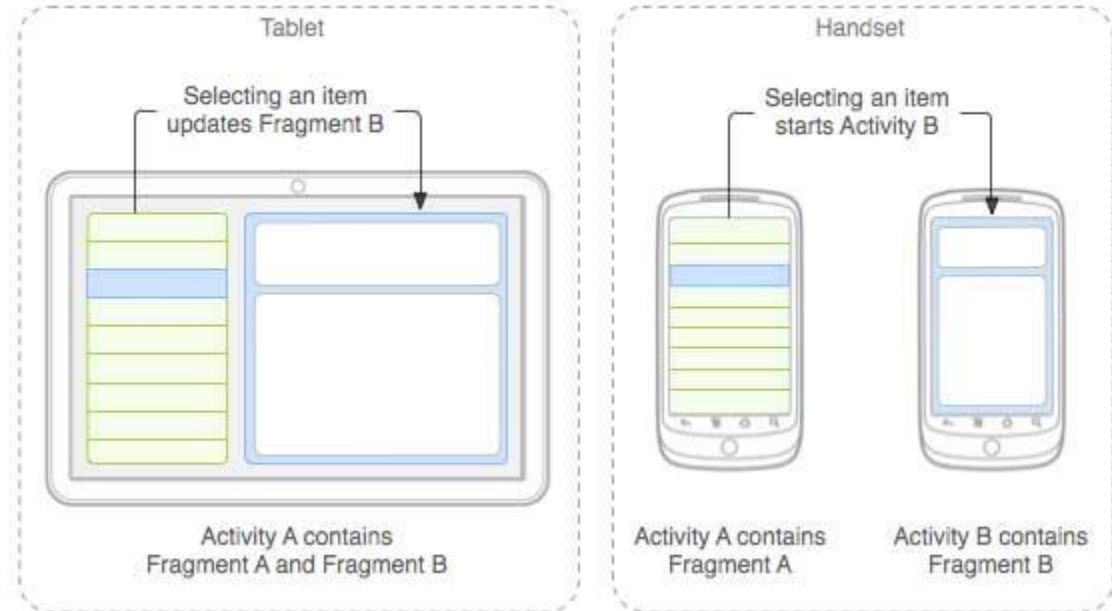 Tablet
Selecting an item
updates Fragment B
Activity A contains
Fragment A and Fragment B
Handset
Selecting an item
starts Activity B
Activity A contains
Fragment A
Activity B contains
Fragment B